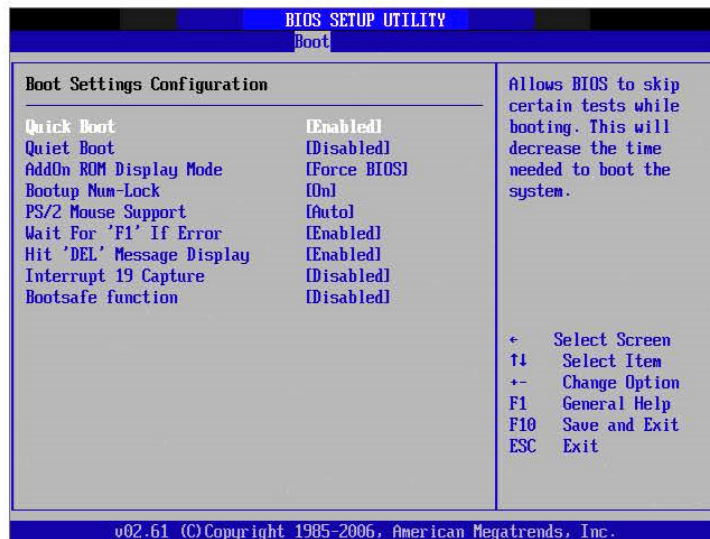 BIOS SETUP UTILITY
Boot
Boot Settings Configuration
Quick Boot [Enabled]
Quiet Boot [Disabled]
AddOn ROM Display Mode [Force BIOS]
Bootup Num-Lock [On]
PS/2 Mouse Support [Auto]
Wait For 'F1' If Error [Enabled]
Hit 'DEL' Message Display [Enabled]
Interrupt 19 Capture [Disabled]
Bootsafe function [Disabled]
Allows BIOS to skip
certain tests while
booting. This will
decrease the time
needed to boot the
system.
← Select Screen
↑↓ Select Item
+- Change Option
F1 General Help
F10 Save and Exit
ESC Exit
v02.61 (C)Copyright 1985-2006, American Megatrends, Inc.